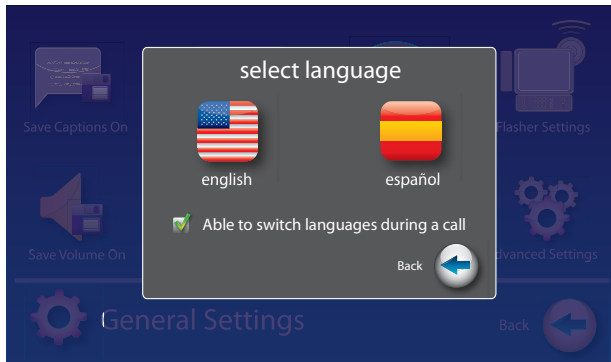 select language
Save Captions On
Flasher Settings
english
español
Able to switch languages during a call
Save Volume On
Back
dvanced Settings
General Settings
Back